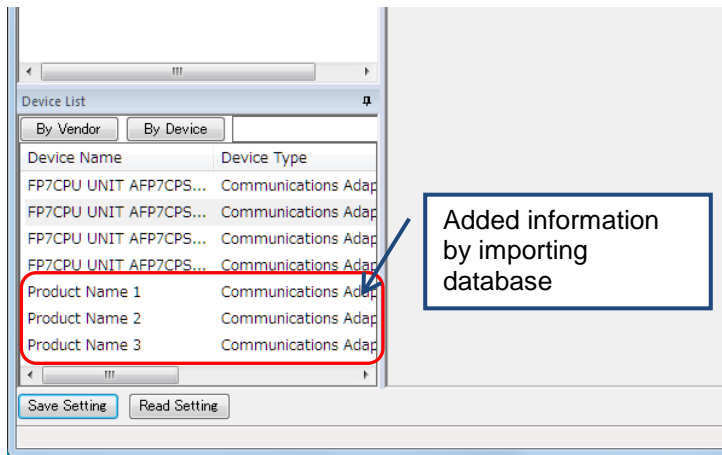 Device List
By Vendor By Device
Device Name Device Type
FP7CPU UNIT AFP7CPS... Communications Adap
FP7CPU UNIT AFP7CPS... Communications Adap
FP7CPU UNIT AFP7CPS... Communications Adap
FP7CPU UNIT AFP7CPS... Communications Adap
Product Name 1 Communications Adap
Product Name 2 Communications Adap
Product Name 3 Communications Adap
Added information
by importing
database
Save Setting Read Setting